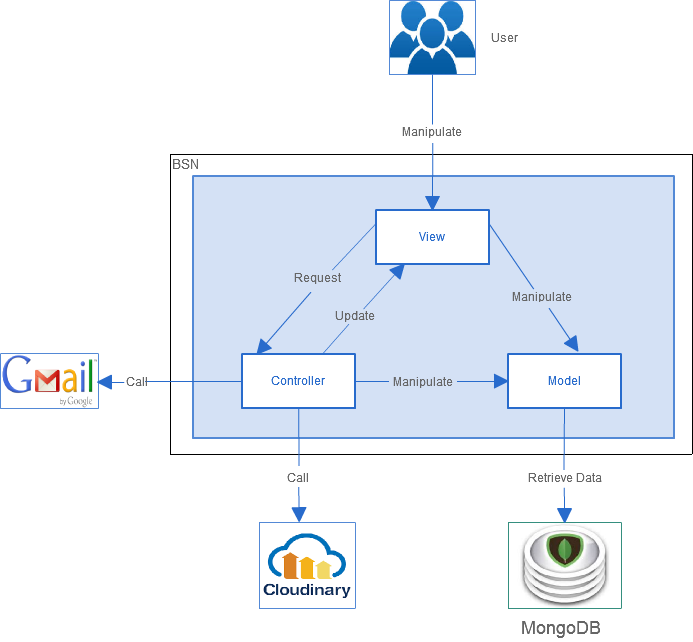 User
Manipulate
BSN
View
Request
Manipulate
Update
Gmail
by Google
Call
Controller
Manipulate
Model
Call
Retrieve Data
Cloudinary
MongoDB